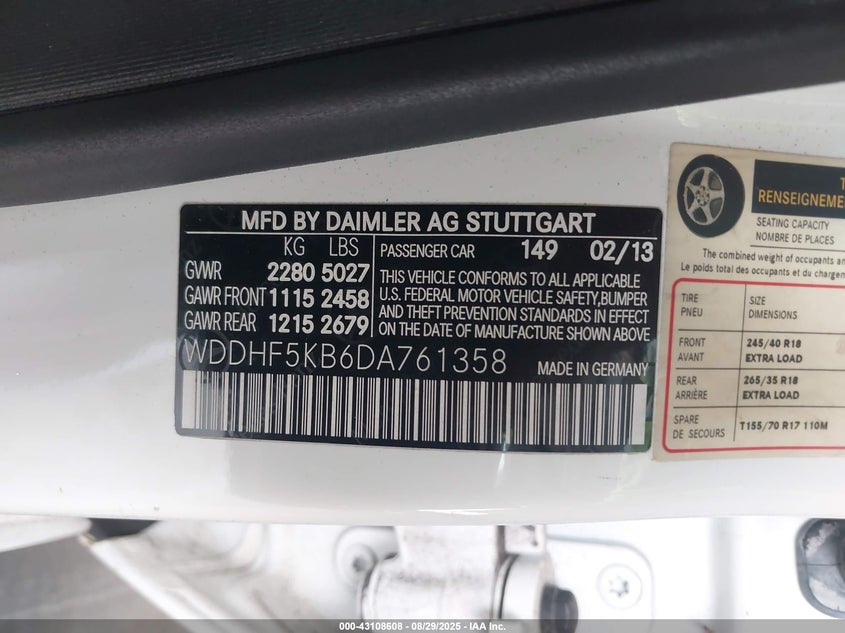 MFD BY DAIMLER AG STUTTGART
KG LBS
GVWR 2280 5027
GAWR FRONT 1115 2458
GAWR REAR 1215 2679
PASSENGER CAR 149 02/13
THIS VEHICLE CONFORMS TO ALL APPLICABLE
U.S. FEDERAL MOTOR VEHICLE SAFETY, BUMPER
AND THEFT PREVENTION STANDARDS IN EFFECT
ON THE DATE OF MANUFACTURE SHOWN ABOVE
WDDHF5KB6DA761358 MADE IN GERMANY
RENSEIGNEME
SEATING CAPACITY
NOMBRE DE PLACES
The combined weight of occupants
Le poids total des occupants et du
TIRE SIZE
PNEU DIMENSIONS
FRONT 245/40 R18
AVANT EXTRA LOAD
REAR 265/35 R18
ARRIÈRE EXTRA LOAD
SPARE T155/70 R17 110M
DE SECOURS
000-43108608 - 08/29/2025 - IAA Inc.